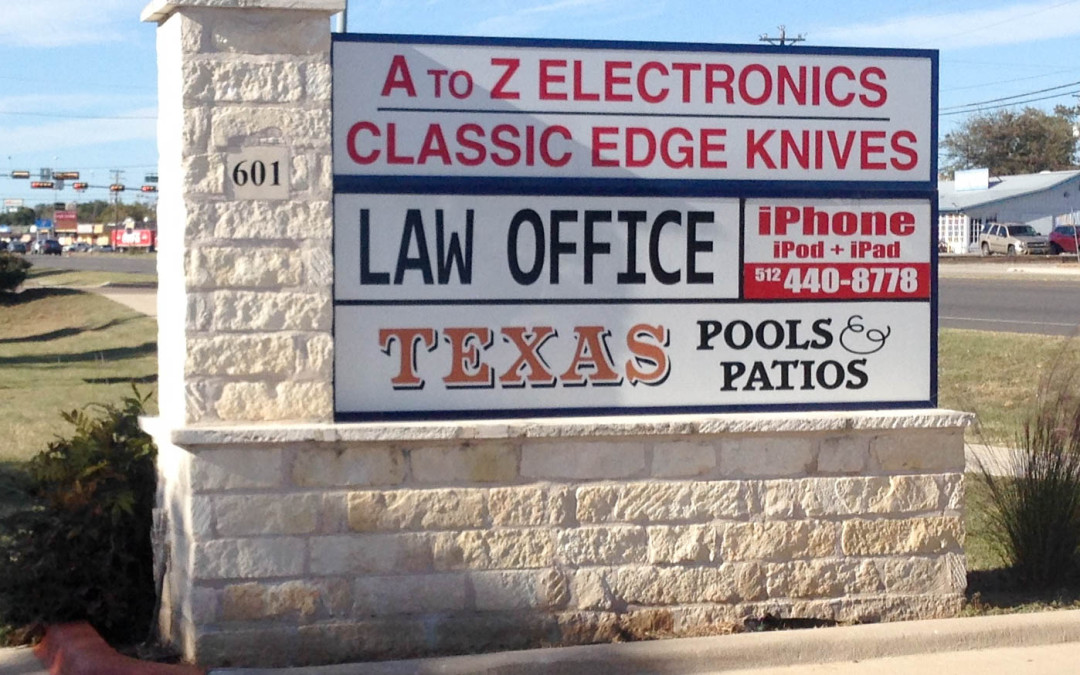 601
A TO Z ELECTRONICS
CLASSIC EDGE KNIVES
LAW OFFICE
iPhone
iPod + iPad
512 440-8778
TEXAS
POOLS &
PATIOS